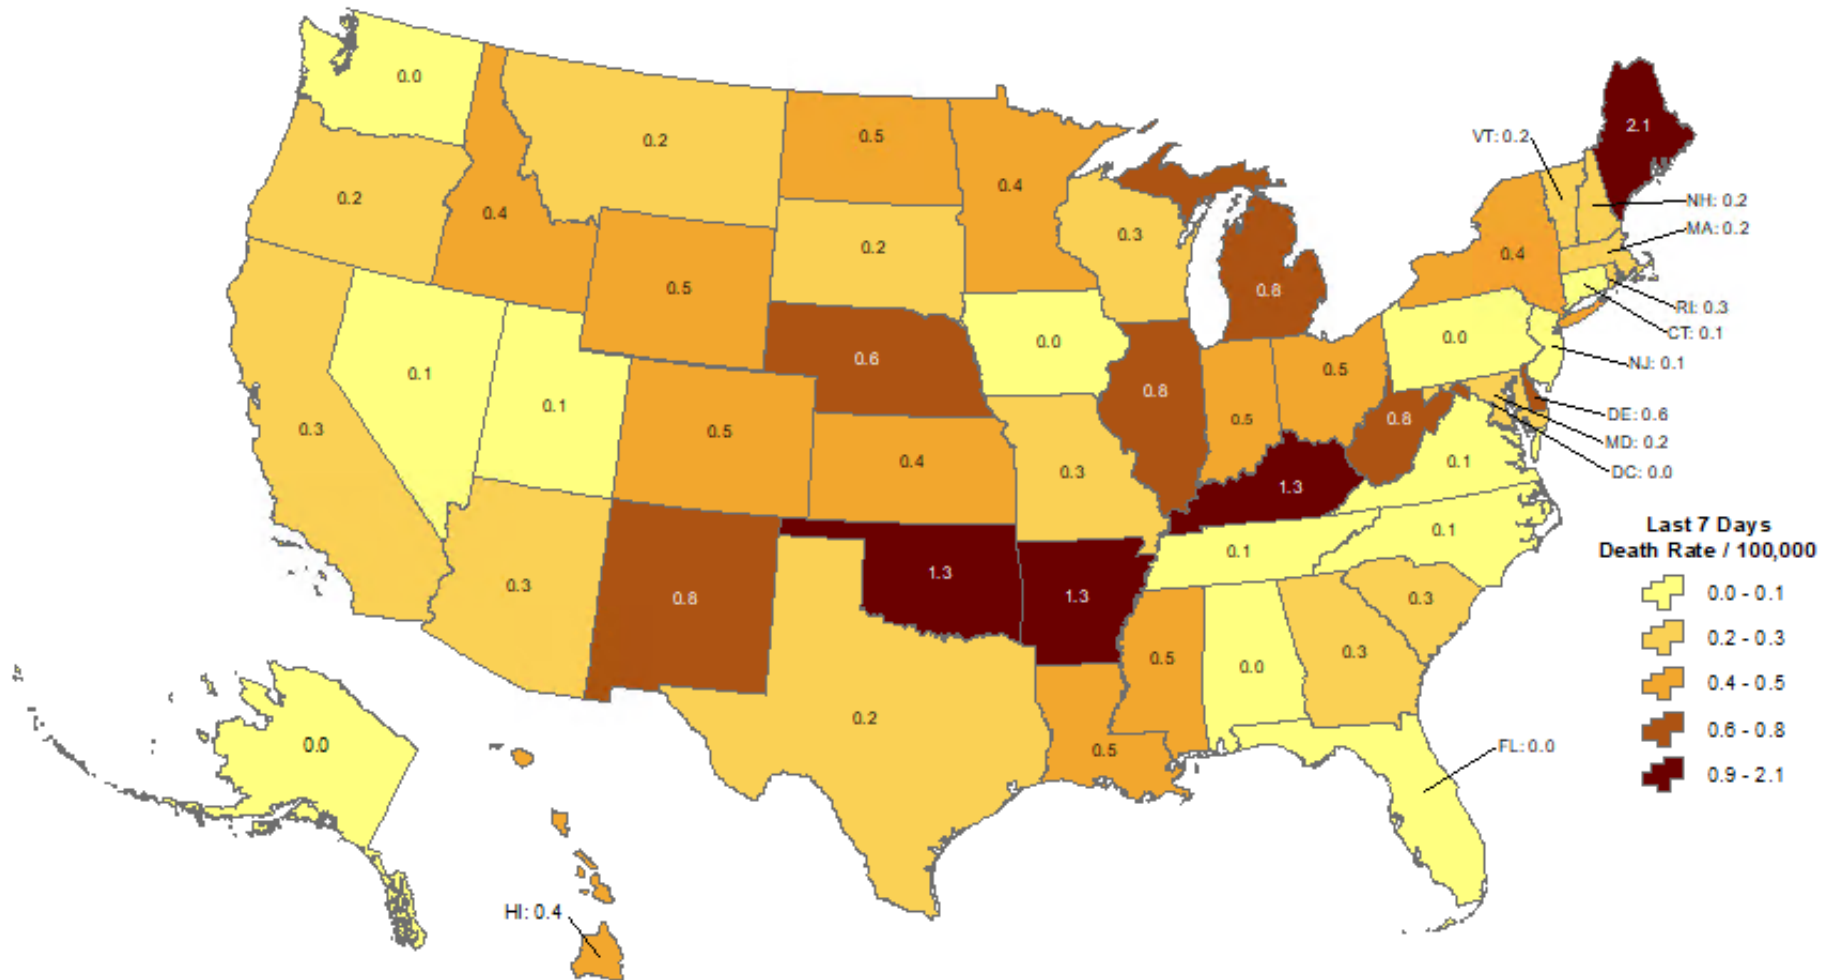 0.0
2.1
VT: 0.2
0.5
0.2
0.4
0.2
NH: 0.2
0.4
MA: 0.2
0.3
0.2
0.4
0.5
0.8
RI: 0.3
CT: 0.1
0.0
0.0
0.6
NJ: 0.1
0.1
0.5
0.1
0.8
DE: 0.6
0.5
0.8
0.3
0.5
MD: 0.2
0.4
0.1
0.3
DC: 0.0
1.3
Last 7 Days
Death Rate / 100,000
0.1
0.1
1.3
0.3
0.8
1.3
0.3
0.0 - 0.1
0.2 - 0.3
0.5
0.0
0.3
0.4 - 0.5
0.2
0.6 - 0.8
0.0
0.5
FL: 0.0
0.9 - 2.1
HI: 0.4